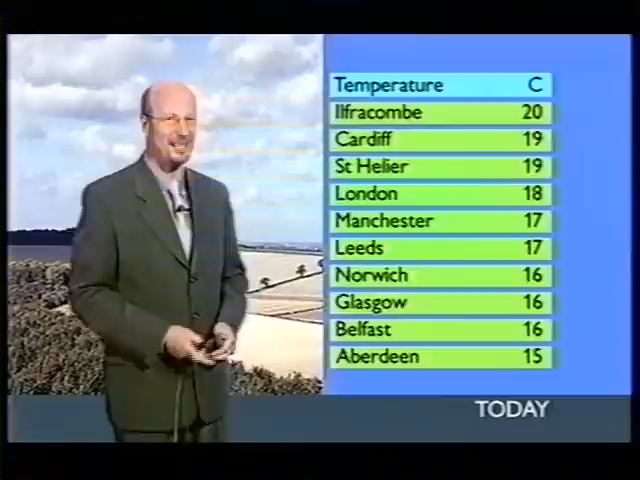 Temperature C
Ilfracombe 20
Cardiff 19
St Helier 19
London 18
Manchester 17
Leeds 17
Norwich 16
Glasgow 16
Belfast 16
Aberdeen 15
TODAY